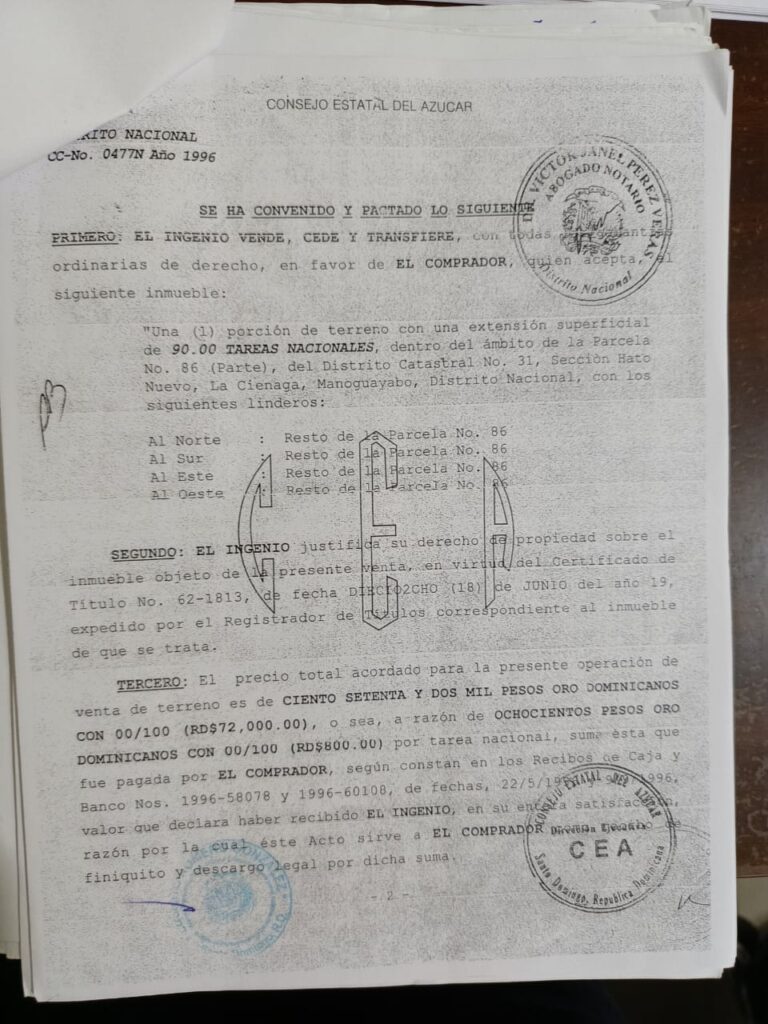 CONSEJO ESTATAL DEL AZUCAR
RITO NACIONAL
CC-No. 0477N Año 1996
SE HA CONVENIDO Y PACTADO LO SIGUIENTE
PRIMERO: EL INGENIO VENDE, CEDE Y TRANSFIERE, con todas
ordinarias de derecho, en favor de EL COMPRADOR, quien acepta, el
siguiente inmueble:
"Una (1) porción de terreno con una extensión superficial
de 90.00 TAREAS NACIONALES, dentro del ámbito de la Parcela
No. 86 (Parte), del Distrito Catastral No. 31, Sección Hato
Nuevo, La Cienaga, Manoguayabo, Distrito Nacional, con los
siguientes linderos:
Al Norte : Resto de la Parcela No. 86
Al Sur : Resto de la Parcela No. 86
Al Este : Resto de la Parcela No. 86
Al Oeste : Resto de la Parcela No. 86
SEGUNDO: EL INGENIO justifica su derecho de propiedad sobre el
inmueble objeto de la presente venta, en virtud del Certificado de
Título No. 62-1813, de fecha DIECIO2CHO (18) de JUNIO del año 19,
expedido por el Registrador de Títulos correspondiente al inmueble
de que se trata.
TERCERO: El precio total acordado para la presente operación de
venta de terreno es de CIENTO SETENTA Y DOS MIL PESOS ORO DOMINICANOS
CON 00/100 (RD$72,000.00), o sea, a razón de OCHOCIENTOS PESOS ORO
DOMINICANOS CON 00/100 (RD$800.00) por tarea nacional, suma ésta que
fue pagada por EL COMPRADOR, según constan en los Recibos de Caja y
Banco Nos. 1996-58078 y 1996-60108, de fechas, 22/5/ 1996,
valor que declara haber recibido EL INGENIO, en su entera satisfacción,
razón por la cual éste Acto sirve a EL COMPRADOR
finiquito y descargo legal por dicha suma.
- 2 -
DR. VICTOR JANEL PEREZ VEGAS
ABOGADO NOTARIO
Distrito Nacional
CEA
CONSEJO ESTATAL DEL AZUCAR
CEA
Santo Domingo, Republica Dominicana